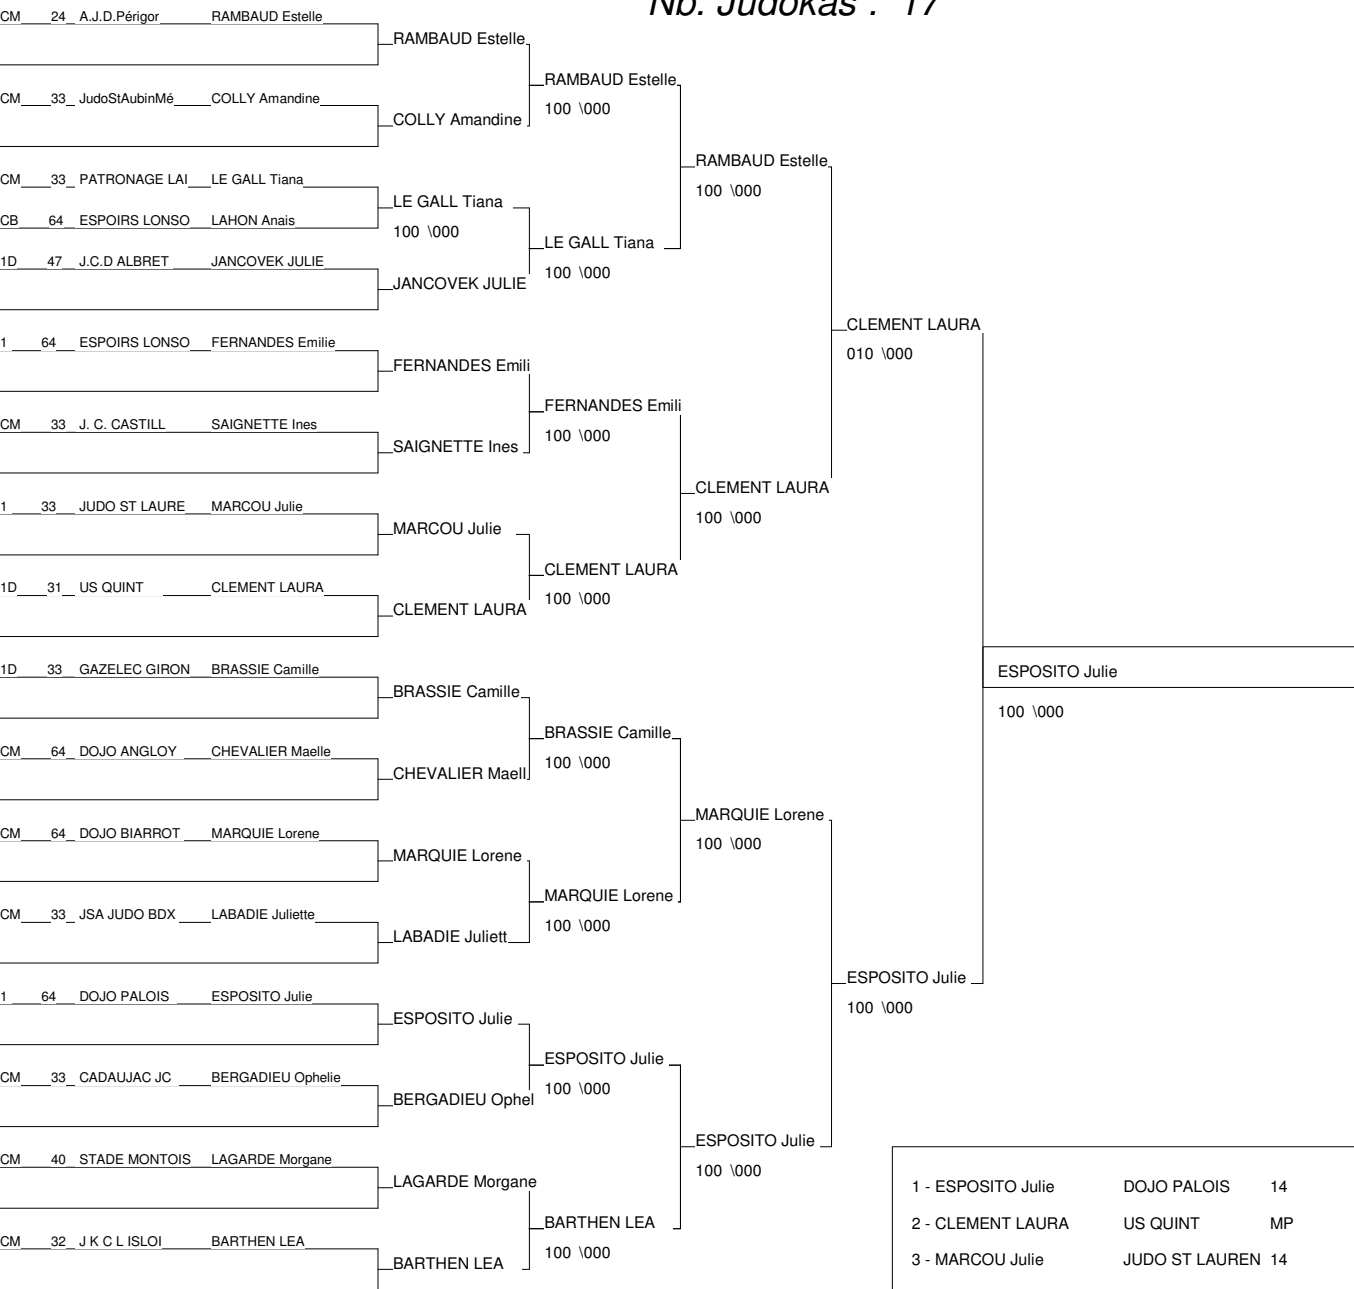 Nb. Judokas : 17
CM 24 A.J.D.Périgor RAMBAUD Estelle
RAMBAUD Estelle
RAMBAUD Estelle
100 \000
CM 33 JudoStAubinMé COLLY Amandine
COLLY Amandine
RAMBAUD Estelle
100 \000
CM 33 PATRONAGE LAI LE GALL Tiana
LE GALL Tiana
100 \000
CB 64 ESPOIRS LONSO LAHON Anais
LE GALL Tiana
100 \000
1D 47 J.C.D ALBRET JANCOVEK JULIE
JANCOVEK JULIE
CLEMENT LAURA
010 \000
1 64 ESPOIRS LONSO FERNANDES Emilie
FERNANDES Emili
FERNANDES Emili
100 \000
CM 33 J. C. CASTILL SAIGNETTE Ines
SAIGNETTE Ines
CLEMENT LAURA
100 \000
1 33 JUDO ST LAURE MARCOU Julie
MARCOU Julie
CLEMENT LAURA
100 \000
1D 31 US QUINT CLEMENT LAURA
CLEMENT LAURA
ESPOSITO Julie
100 \000
1D 33 GAZELEC GIRON BRASSIE Camille
BRASSIE Camille
BRASSIE Camille
100 \000
CM 64 DOJO ANGLOY CHEVALIER Maelle
CHEVALIER Maell
MARQUIE Lorene
100 \000
CM 64 DOJO BIARROT MARQUIE Lorene
MARQUIE Lorene
MARQUIE Lorene
100 \000
CM 33 JSA JUDO BDX LABADIE Juliette
LABADIE Juliett
ESPOSITO Julie
100 \000
1 64 DOJO PALOIS ESPOSITO Julie
ESPOSITO Julie
ESPOSITO Julie
100 \000
CM 33 CADAUJAC JC BERGADIEU Ophelie
BERGADIEU Ophel
ESPOSITO Julie
100 \000
CM 40 STADE MONTOIS LAGARDE Morgane
LAGARDE Morgane
BARTHEN LEA
100 \000
CM 32 J K C L ISLOI BARTHEN LEA
BARTHEN LEA
1 - ESPOSITO Julie DOJO PALOIS 14
2 - CLEMENT LAURA US QUINT MP
3 - MARCOU Julie JUDO ST LAUREN 14